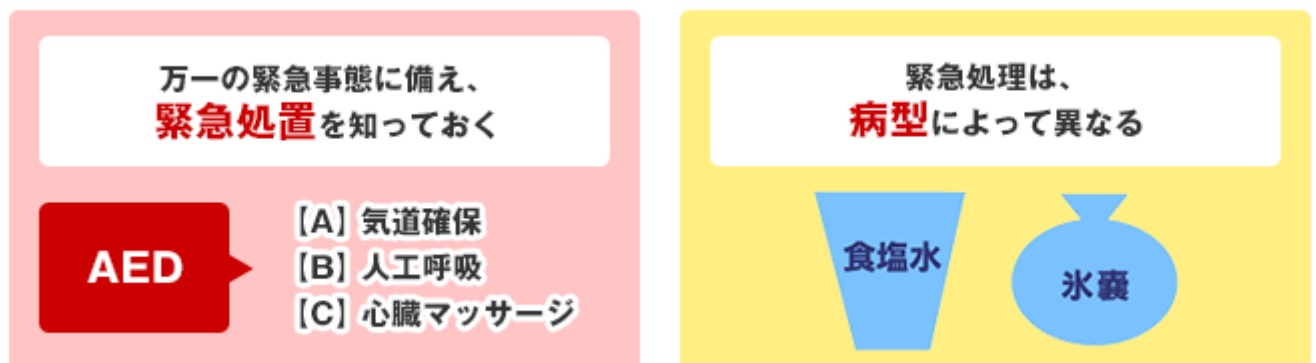 万一の緊急事態に備え、
緊急処置を知っておく
AED
【A】気道確保
【B】人工呼吸
【C】心臓マッサージ
緊急処理は、
病型によって異なる
食塩水
氷嚢